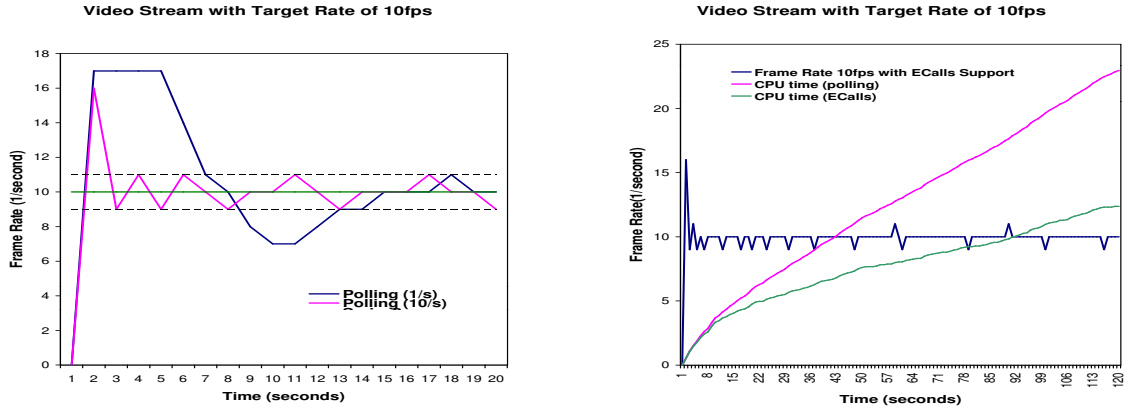 Video Stream with Target Rate of 10fps
Frame Rate (1/second)
18
16
14
12
10
8
6
4
2
0
Polling (1/s)
Polling (10/s)
1 2 3 4 5 6 7 8 9 10 11 12 13 14 15 16 17 18 19 20
Time (seconds)
Video Stream with Target Rate of 10fps
Frame Rate(1/second)
25
20
15
10
5
0
Frame Rate 10fps with ECalls Support
CPU time (polling)
CPU time (ECalls)
1 8 15 22 29 36 43 50 57 64 71 78 85 92 99 106 113 120
Time (seconds)